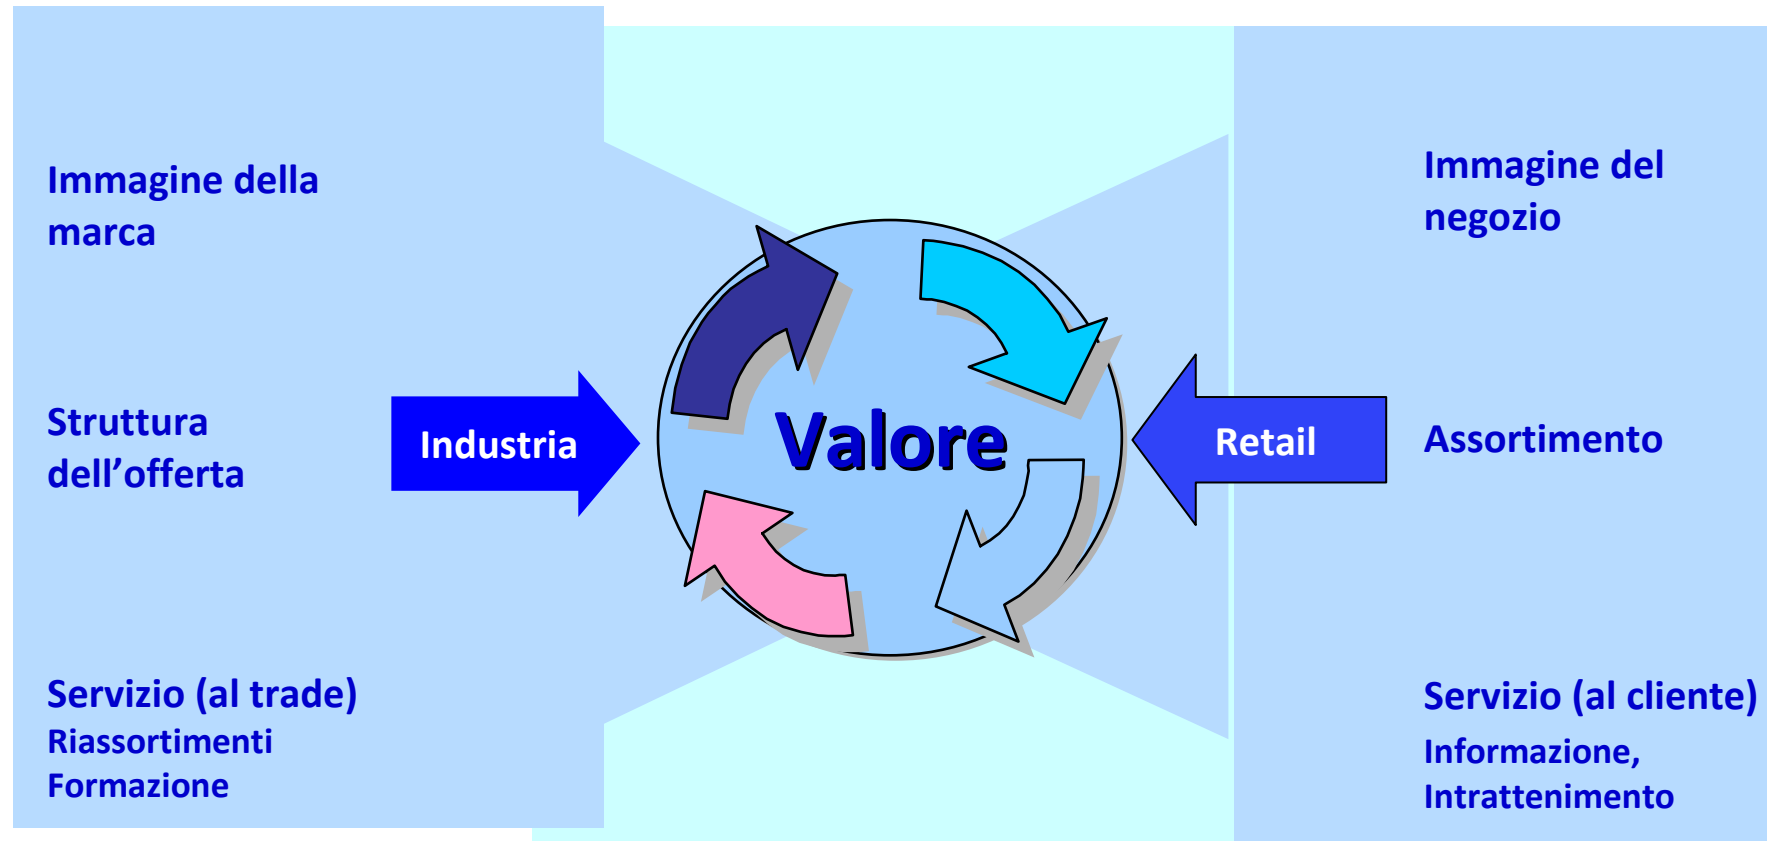 Immagine della
marca
Struttura
dell’offerta
Servizio (al trade)
Riassortimenti
Formazione
Industria
Valore
Retail
Immagine del
negozio
Assortimento
Servizio (al cliente)
Informazione,
Intrattenimento